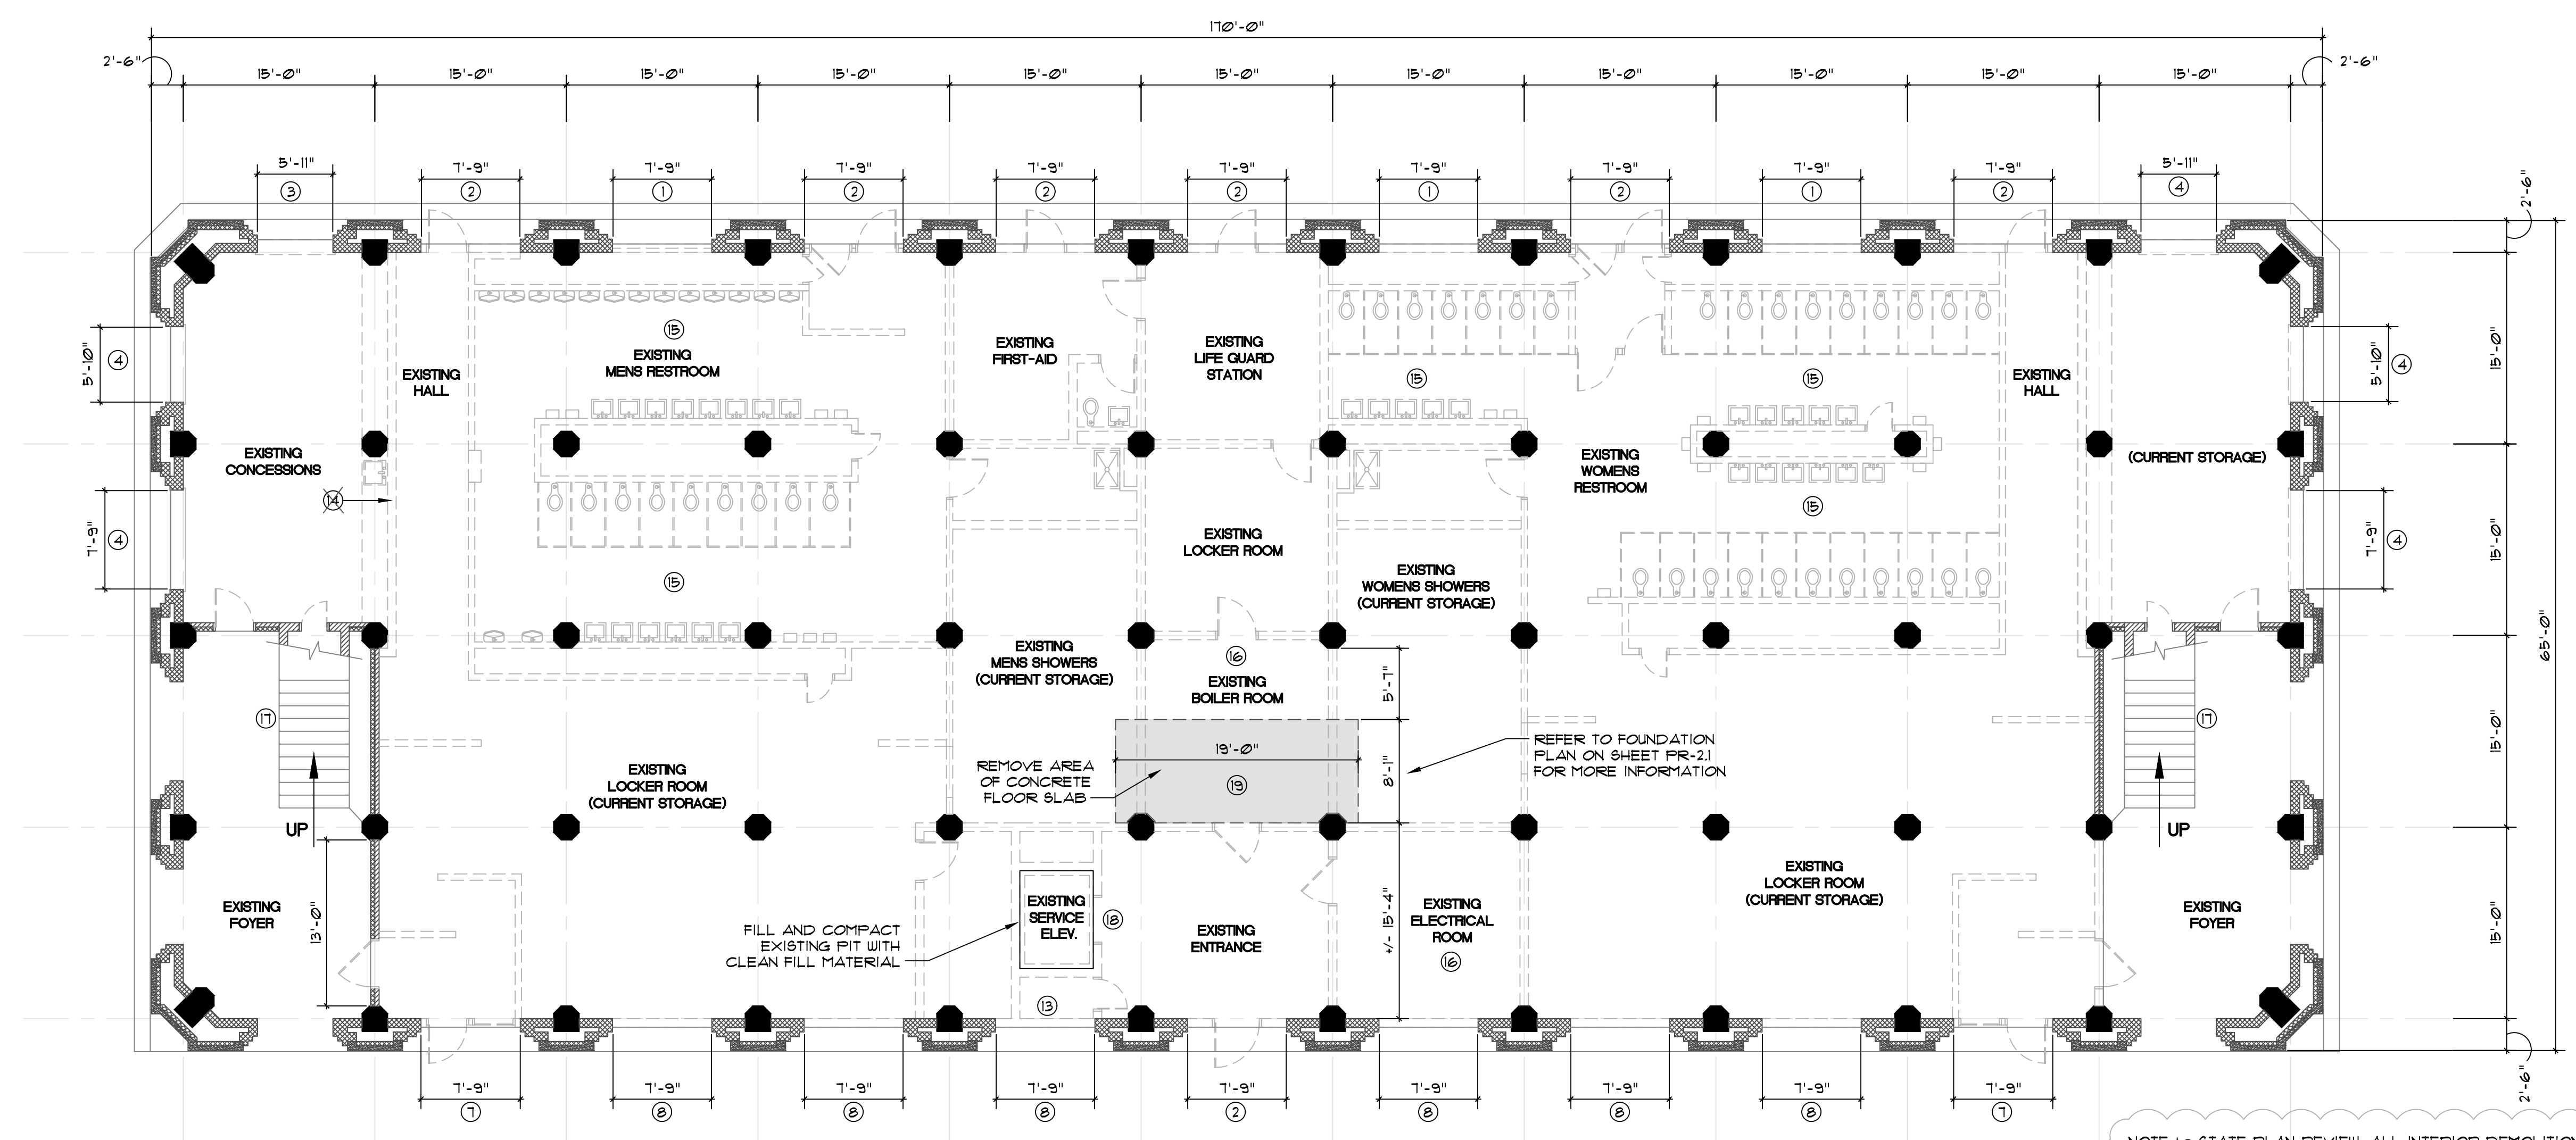 170'-0"
2'-6" 15'-0" 15'-0" 15'-0" 15'-0" 15'-0" 15'-0" 15'-0" 15'-0" 15'-0" 15'-0" 15'-0" 2'-6"
5'-11" 7'-9" 7'-9" 7'-9" 7'-9" 7'-9" 7'-9" 7'-9" 7'-9" 7'-9" 5'-11"
3 2 1 2 2 2 1 2 1 2 4
2'-6"
5'-10"
4
7'-9"
4
EXISTING
CONCESSIONS
14
EXISTING
HALL
15
EXISTING
MENS RESTROOM
15
EXISTING
FIRST-AID
EXISTING
LIFE GUARD
STATION
15
15
EXISTING
WOMENS
RESTROOM
15
EXISTING
HALL
(CURRENT STORAGE)
5'-10"
4
7'-9"
4
15'-0"
15'-0"
15'-0"
15'-0"
65'-0"
2'-6"
EXISTING
LOCKER ROOM
EXISTING
WOMENS SHOWERS
(CURRENT STORAGE)
EXISTING
MENS SHOWERS
(CURRENT STORAGE)
16
EXISTING
BOILER ROOM
5'-7"
17
UP
EXISTING
LOCKER ROOM
(CURRENT STORAGE)
REMOVE AREA
OF CONCRETE
FLOOR SLAB
19'-0"
19
8'-1"
REFER TO FOUNDATION
PLAN ON SHEET PR-2.1
FOR MORE INFORMATION
17
UP
EXISTING
FOYER
13'-0"
FILL AND COMPACT
EXISTING PIT WITH
CLEAN FILL MATERIAL
EXISTING
SERVICE
ELEV.
18
13
EXISTING
ENTRANCE
+/- 15'-4"
EXISTING
ELECTRICAL
ROOM
16
EXISTING
LOCKER ROOM
(CURRENT STORAGE)
EXISTING
FOYER
7'-9" 7'-9" 7'-9" 7'-9" 7'-9" 7'-9" 7'-9" 7'-9" 7'-9"
7 8 8 8 2 8 8 8 7